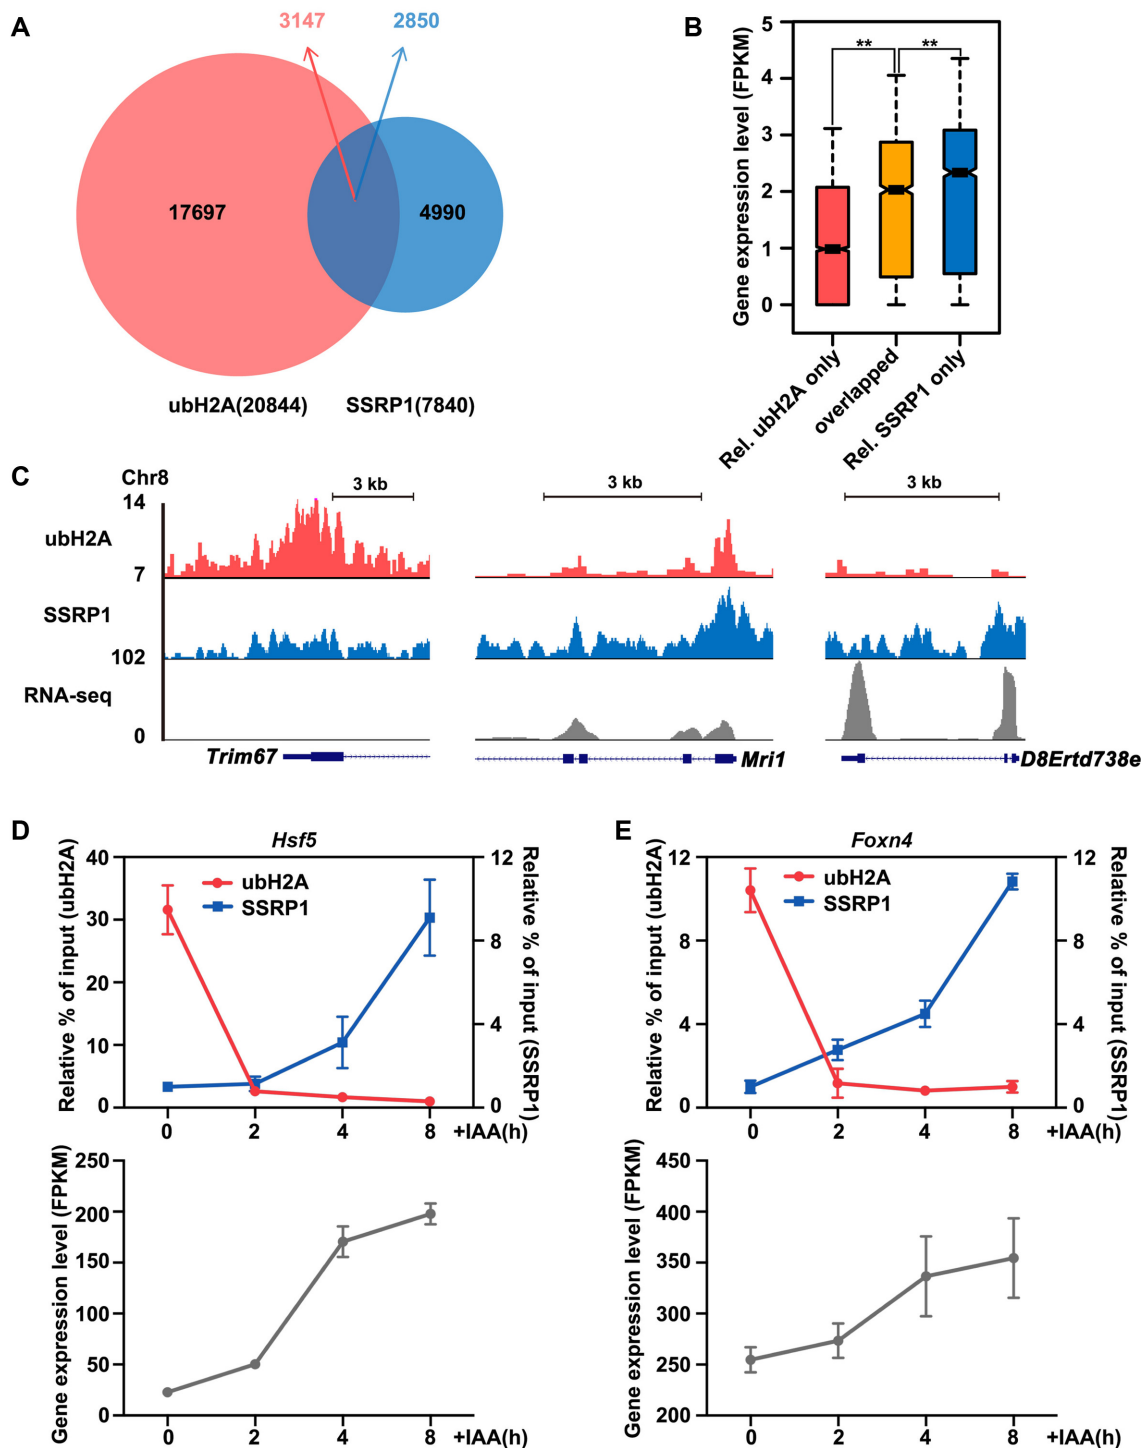 A
3147
2850
17697
4990
ubH2A(20844)
SSRP1(7840)
B
Gene expression level (FPKM)
5
4
3
2
1
0
**
**
Rel. ubH2A only
overlapped
Rel. SSRP1 only
C
Chr8
3 kb
3 kb
3 kb
14
ubH2A
7
SSRP1
102
RNA-seq
0
Trim67
Mri1
D8Ertd738e
D
Hsf5
Relative % of input (ubH2A)
40
30
20
10
0
ubH2A
SSRP1
12
8
4
0
Relative % of input (SSRP1)
0
2
4
8
+IAA(h)
Gene expression level (FPKM)
250
200
150
100
50
0
0
2
4
8
+IAA(h)
E
Foxn4
Relative % of input (ubH2A)
12
8
4
0
ubH2A
SSRP1
12
8
4
0
Relative % of input (SSRP1)
0
2
4
8
+IAA(h)
Gene expression level (FPKM)
450
400
350
300
250
200
0
2
4
8
+IAA(h)